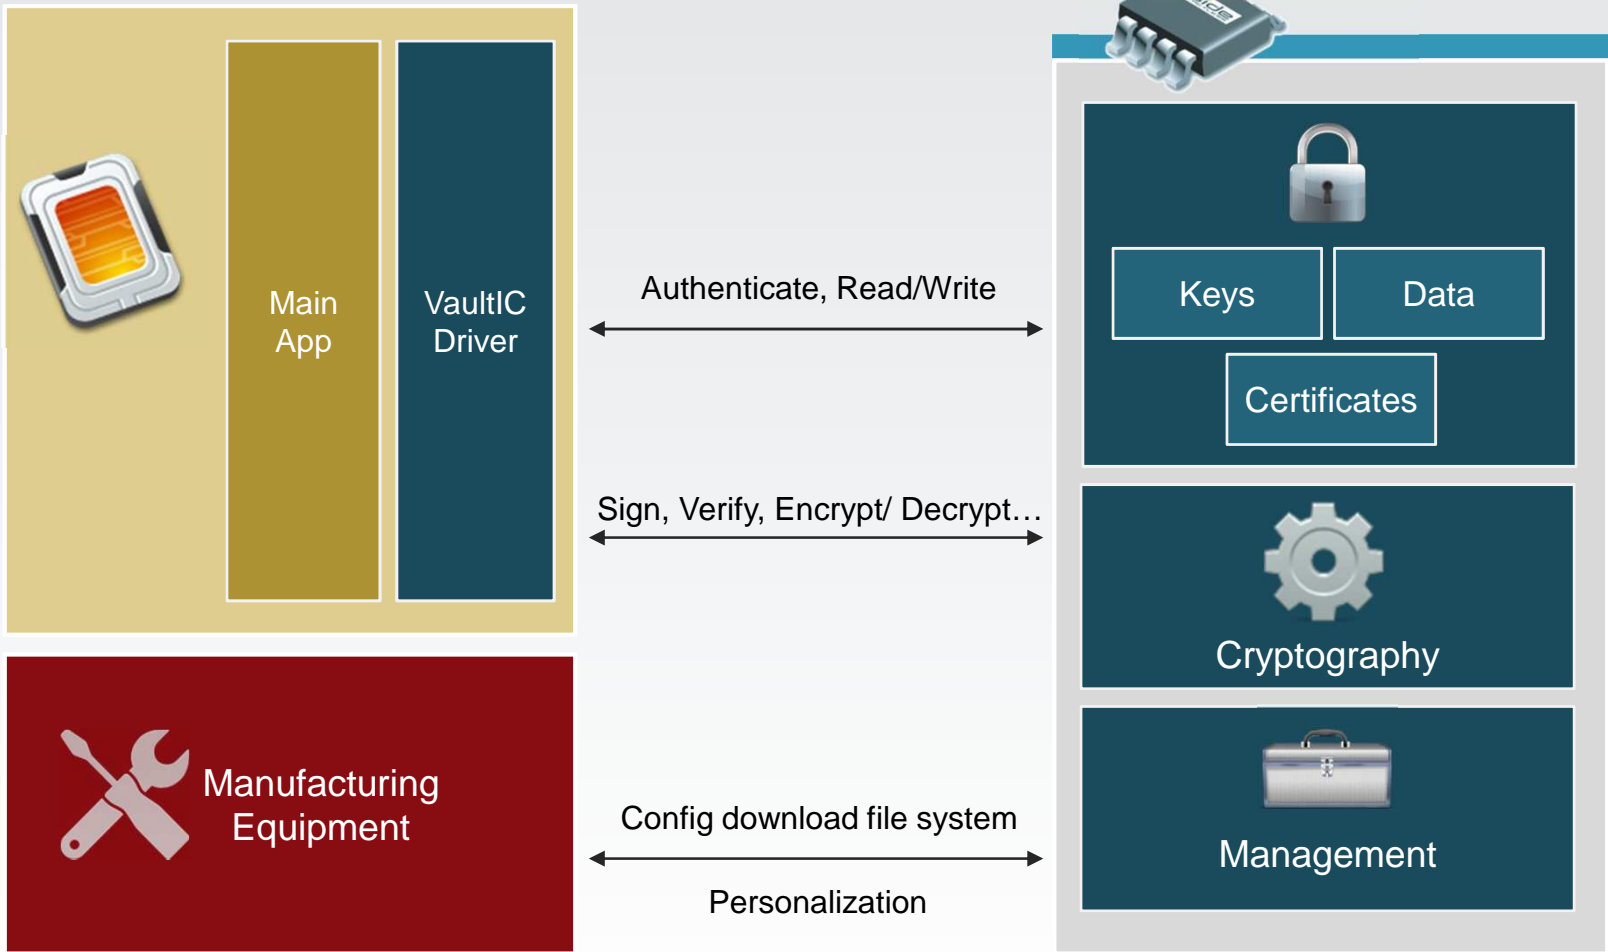 Main
App
VaultIC
Driver
Authenticate, Read/Write
Keys
Data
Certificates
Sign, Verify, Encrypt/ Decrypt…
Cryptography
Manufacturing
Equipment
Config download file system
Personalization
Management